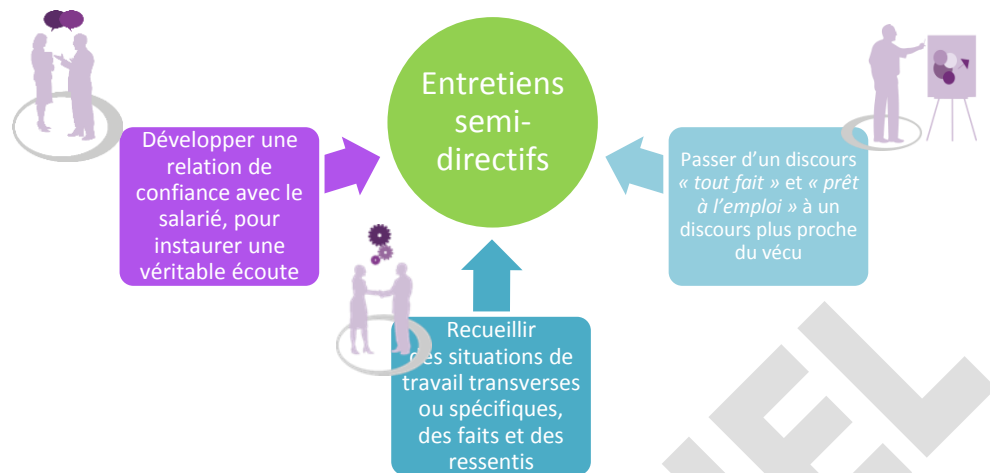 Entretiens
semi-
directifs
Développer une
relation de
confiance avec le
salarié, pour
instaurer une
véritable écoute
Passer d'un discours
« tout fait » et « prêt
à l'emploi » à un
discours plus proche
du vécu
Recueillir
des situations de
travail transverses
ou spécifiques,
des faits et des
ressentis